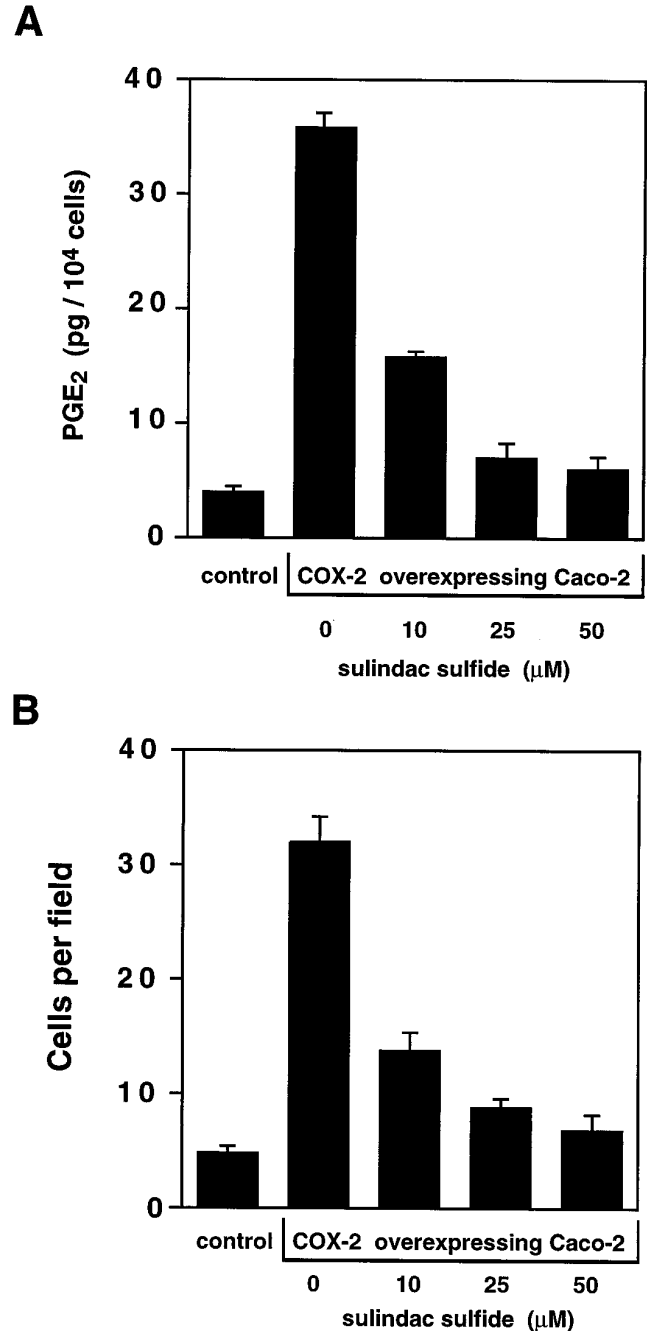 A
40
30
20
10
0
PGE₂ (pg / 10⁴ cells)
control COX-2 overexpressing Caco-2
0 10 25 50
sulindac sulfide (μM)
B
40
30
20
10
0
Cells per field
control COX-2 overexpressing Caco-2
0 10 25 50
sulindac sulfide (μM)